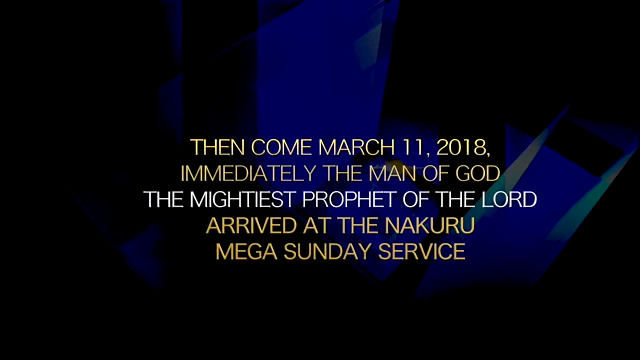 THEN COME MARCH 11, 2018,
IMMEDIATELY THE MAN OF GOD
THE MIGHTIEST PROPHET OF THE LORD
ARRIVED AT THE NAKURU
MEGA SUNDAY SERVICE